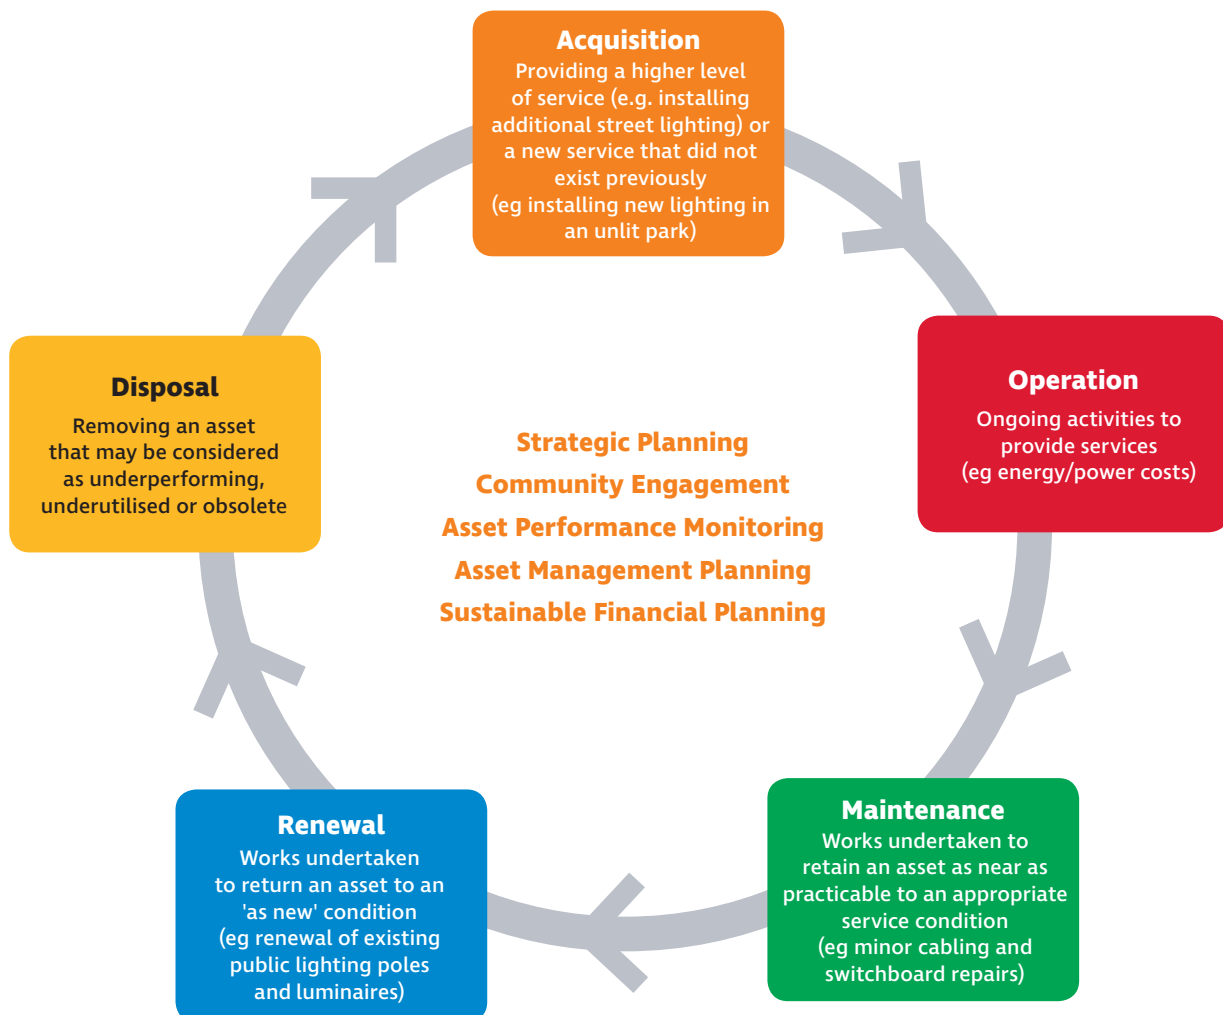 Acquisition
Providing a higher level
of service (e.g. installing
additional street lighting) or
a new service that did not
exist previously
(eg installing new lighting in
an unlit park)
Operation
Ongoing activities to
provide services
(eg energy/power costs)
Maintenance
Works undertaken to
retain an asset as near as
practicable to an appropriate
service condition
(eg minor cabling and
switchboard repairs)
Renewal
Works undertaken
to return an asset to an
'as new' condition
(eg renewal of existing
public lighting poles
and luminaires)
Disposal
Removing an asset
that may be considered
as underperforming,
underutilised or obsolete
Strategic Planning
Community Engagement
Asset Performance Monitoring
Asset Management Planning
Sustainable Financial Planning